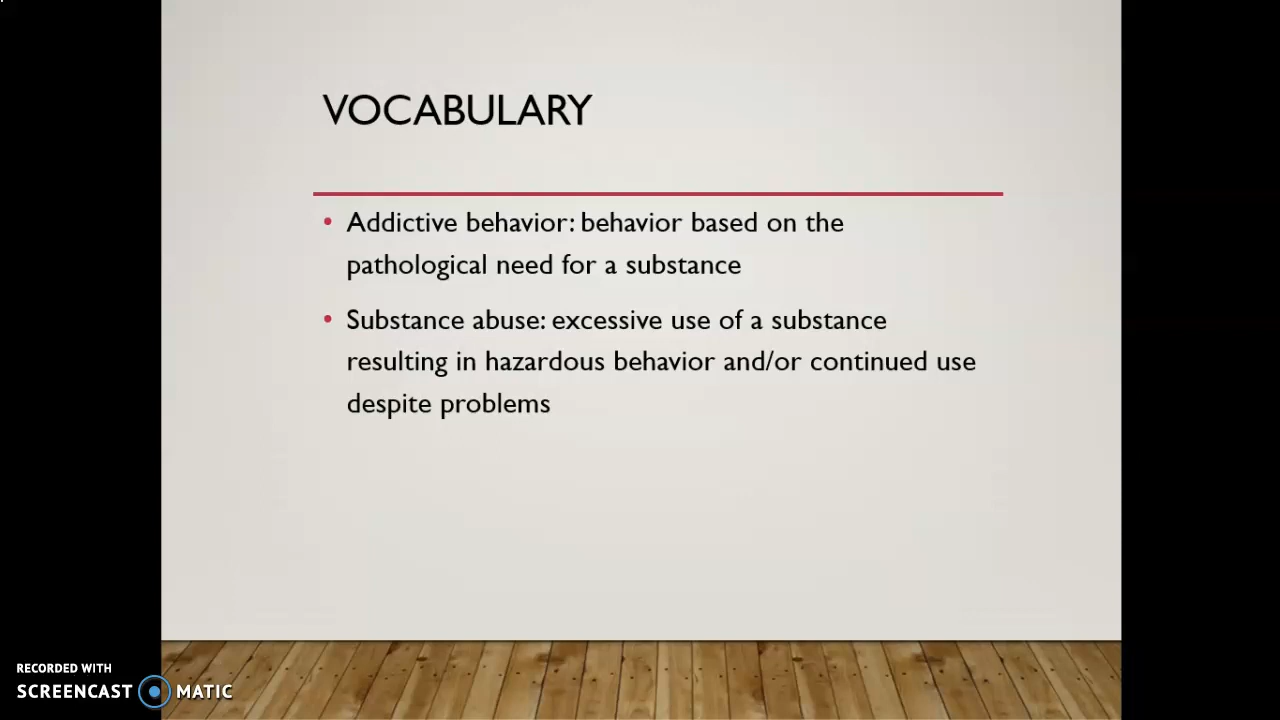 VOCABULARY
• Addictive behavior: behavior based on the
pathological need for a substance
• Substance abuse: excessive use of a substance
resulting in hazardous behavior and/or continued use
despite problems
RECORDED WITH
SCREENCAST MATIC